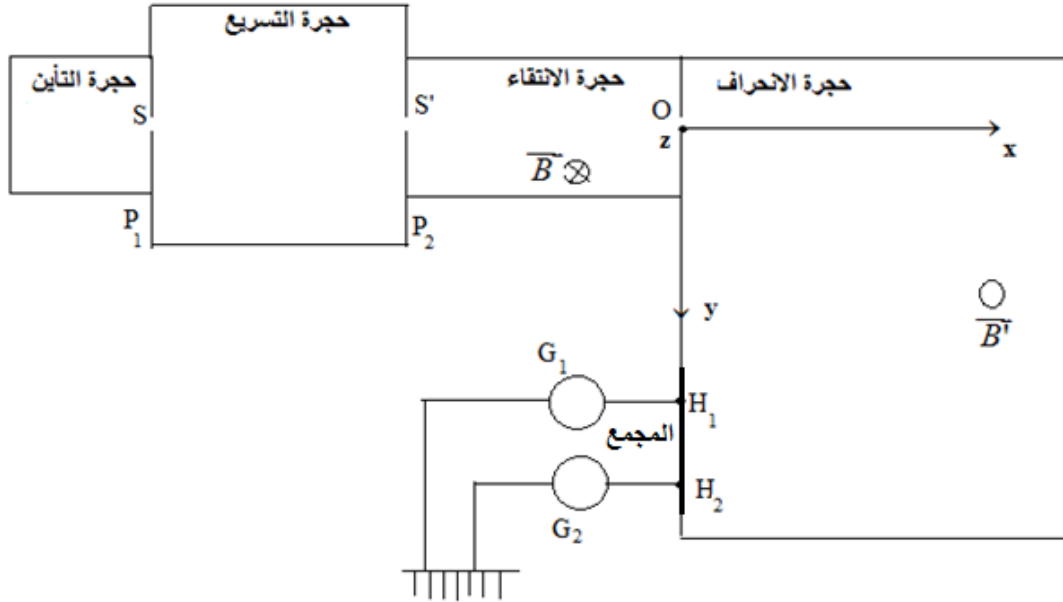 حجرة التسريع
حجرة التأين
حجرة الانتقاء
حجرة الانحراف
S
S'
O
z
x
B
P1
P2
y
B'
G1
H1
المجمع
H2
G2